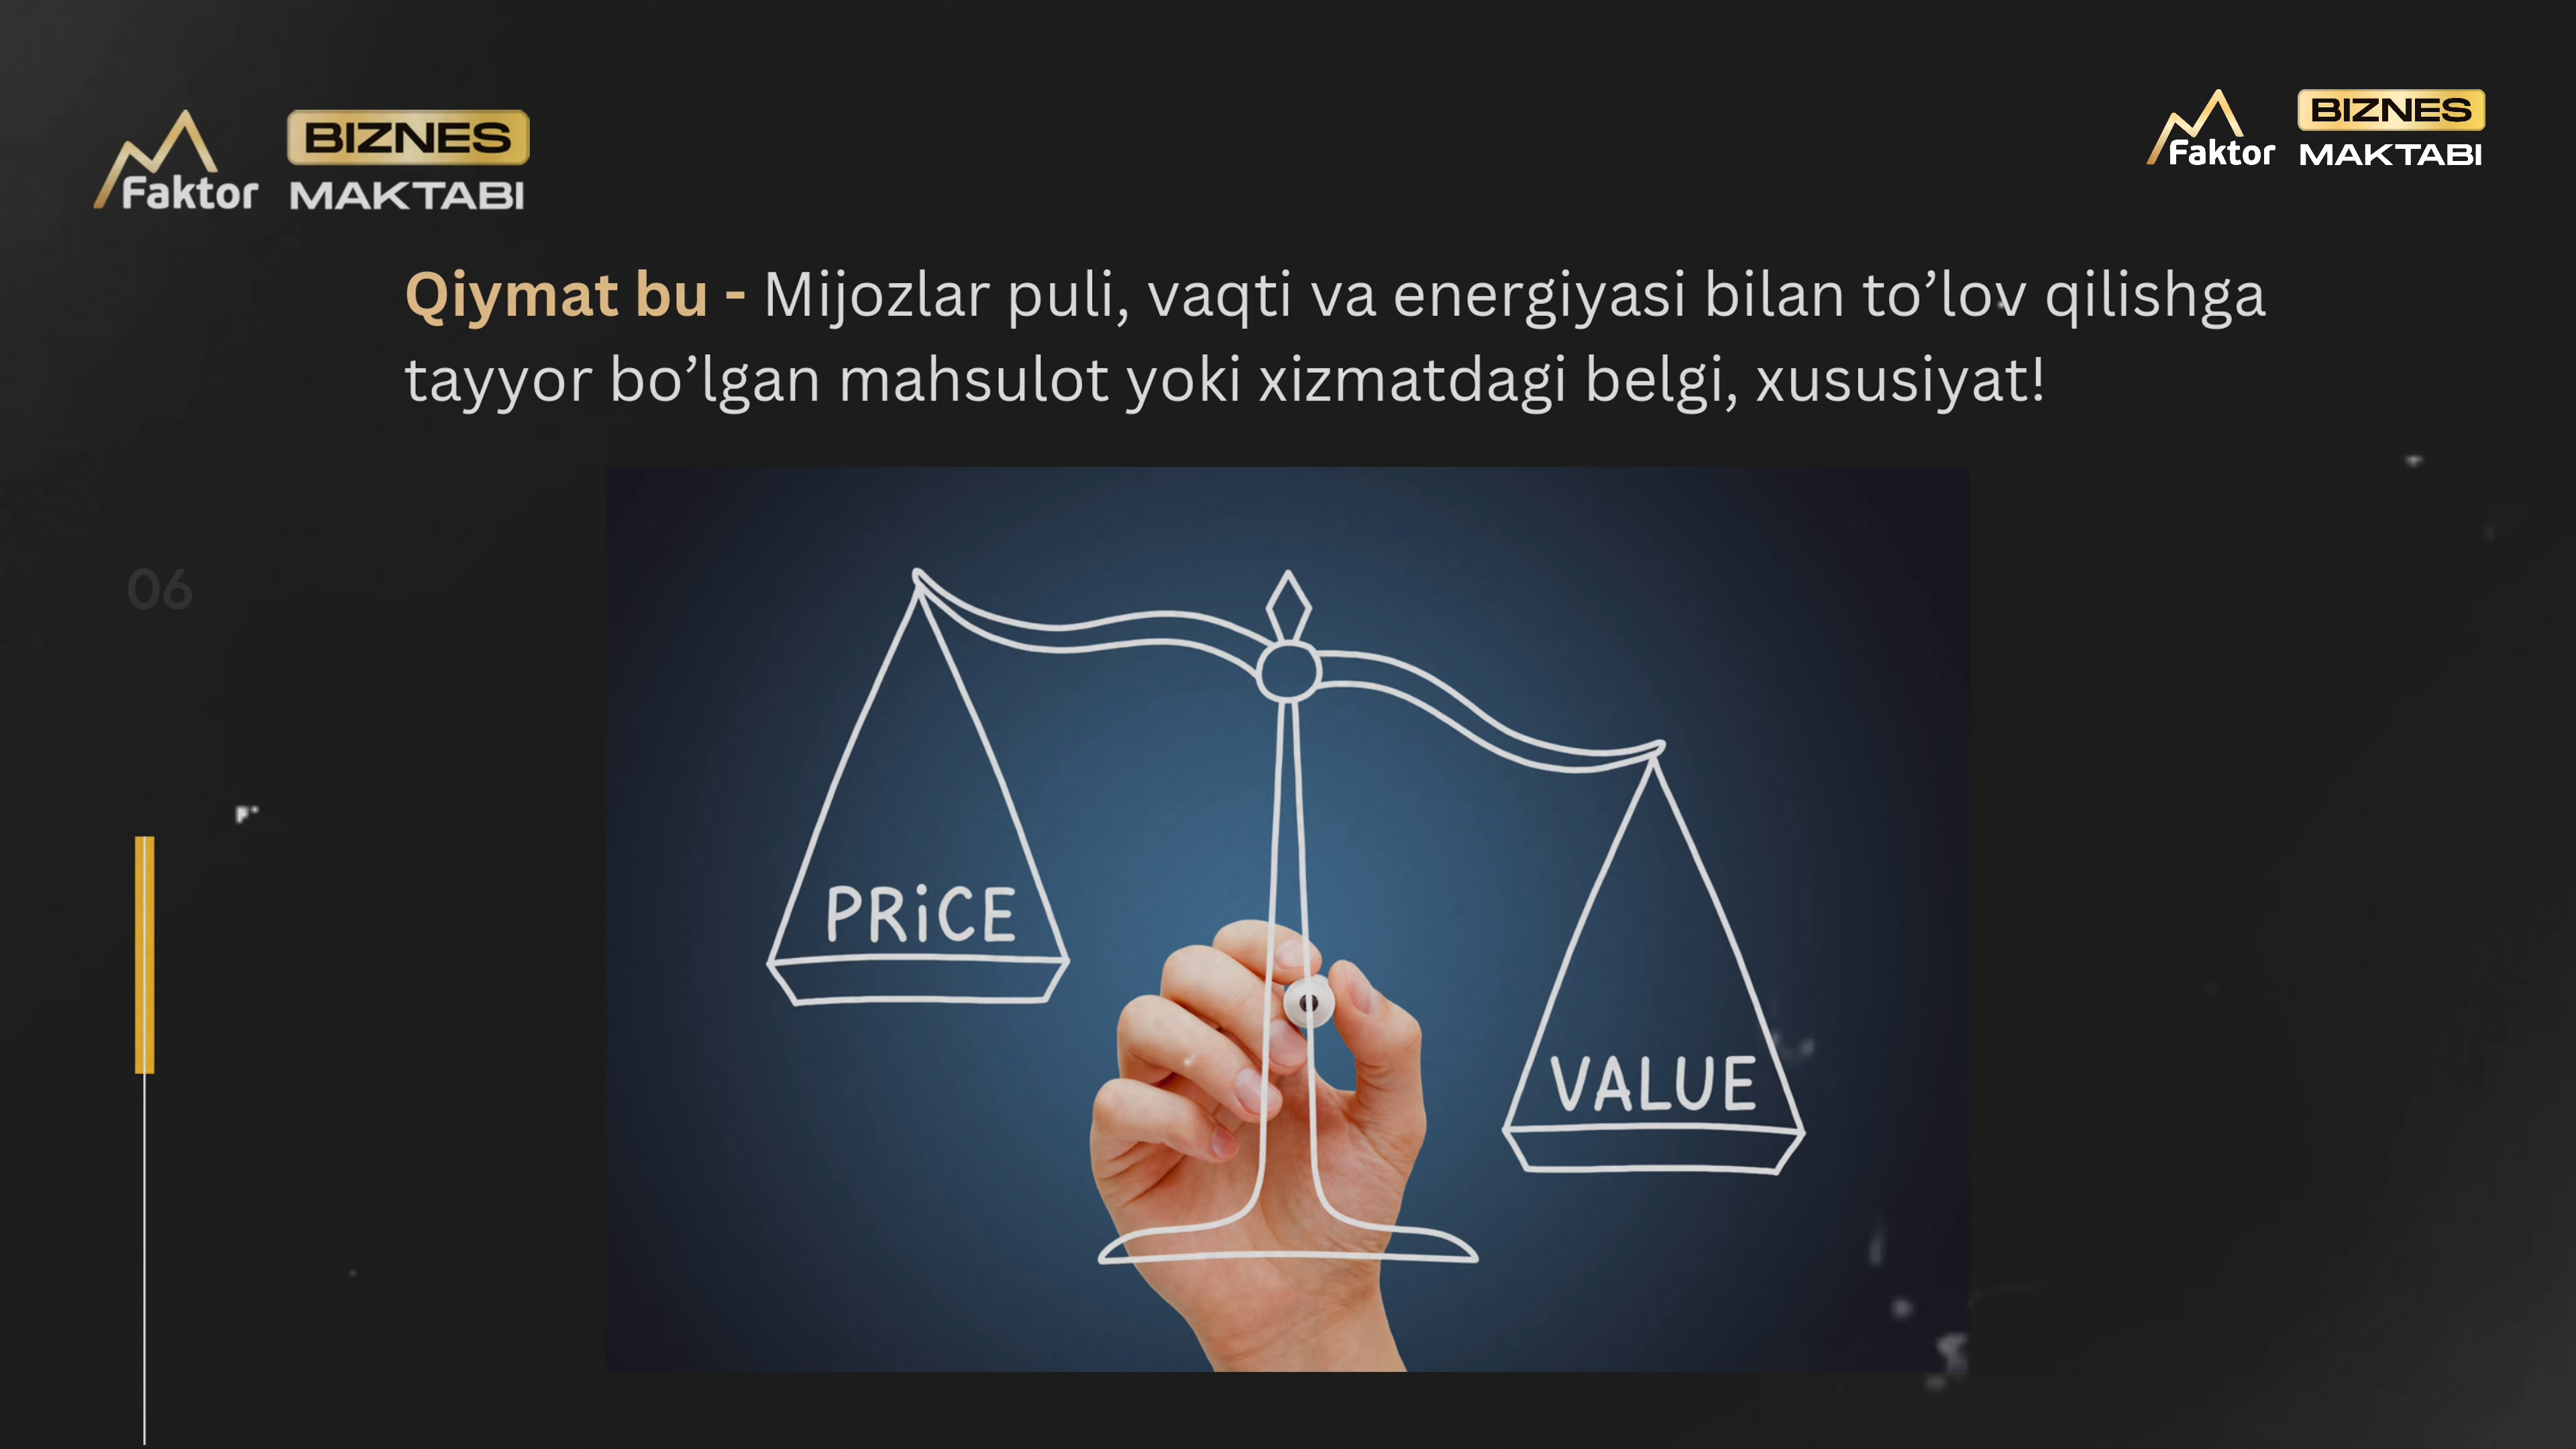 Faktor
BIZNES
MAKTABI
Faktor
BIZNES
MAKTABI
Qiymat bu - Mijozlar puli, vaqti va energiyasi bilan to’lov qilishga
tayyor bo’lgan mahsulot yoki xizmatdagi belgi, xususiyat!
06
PRiCE
VALUE